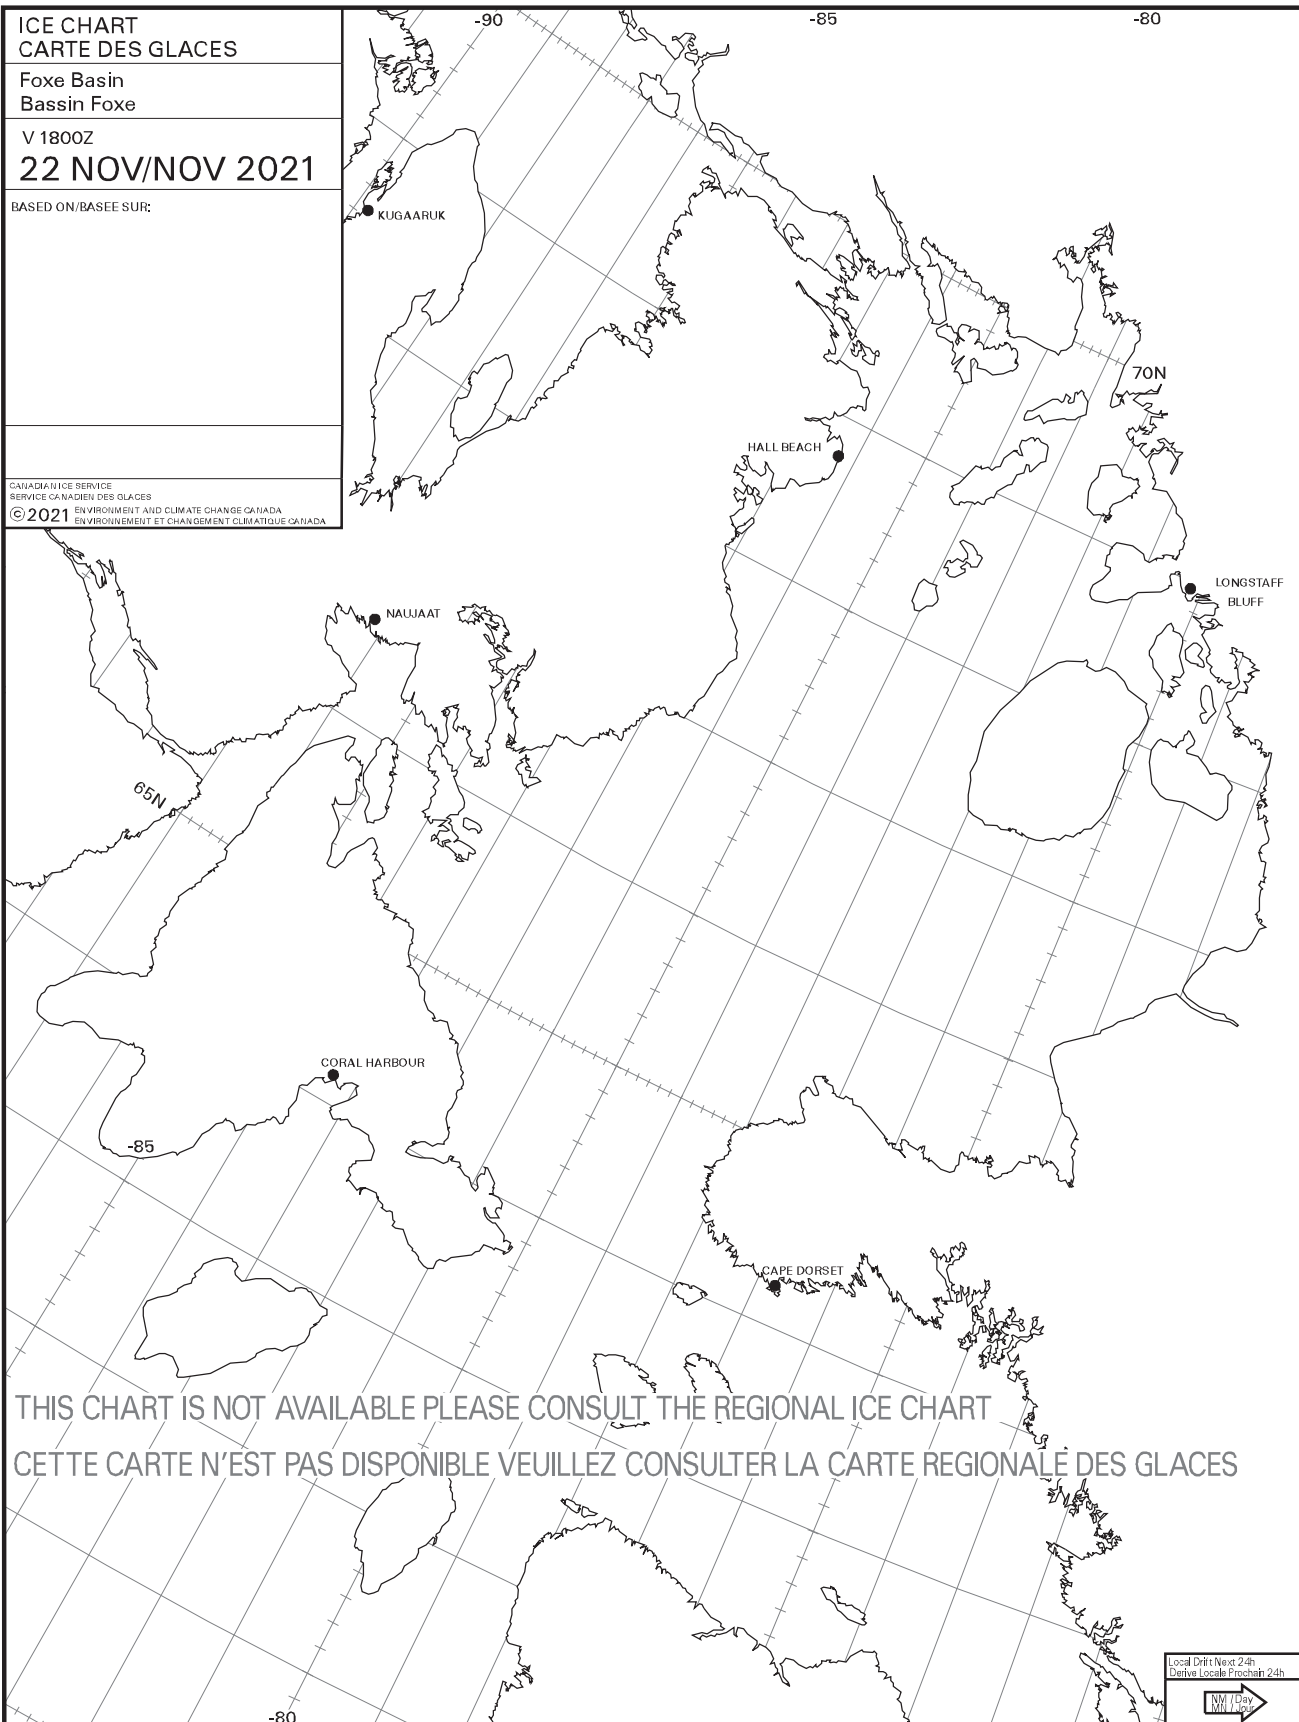 ICE CHART
CARTE DES GLACES
Foxe Basin
Bassin Foxe
V 1800Z
22 NOV/NOV 2021
BASED ON/BASEE SUR:
CANADIAN ICE SERVICE
SERVICE CANADIEN DES GLACES
©2021 ENVIRONMENT AND CLIMATE CHANGE CANADA
ENVIRONNEMENT ET CHANGEMENT CLIMATIQUE CANADA
-90
-85
-80
KUGAARUK
70N
HALL BEACH
LONGSTAFF
BLUFF
NAUJAAT
65N
CORAL HARBOUR
-85
CAPE DORSET
THIS CHART IS NOT AVAILABLE PLEASE CONSULT THE REGIONAL ICE CHART
CETTE CARTE N'EST PAS DISPONIBLE VEUILLEZ CONSULTER LA CARTE REGIONALE DES GLACES
Local Drift Next 24h
Derive Locale Prochain 24h
NM / Day
MN / Jour
-80